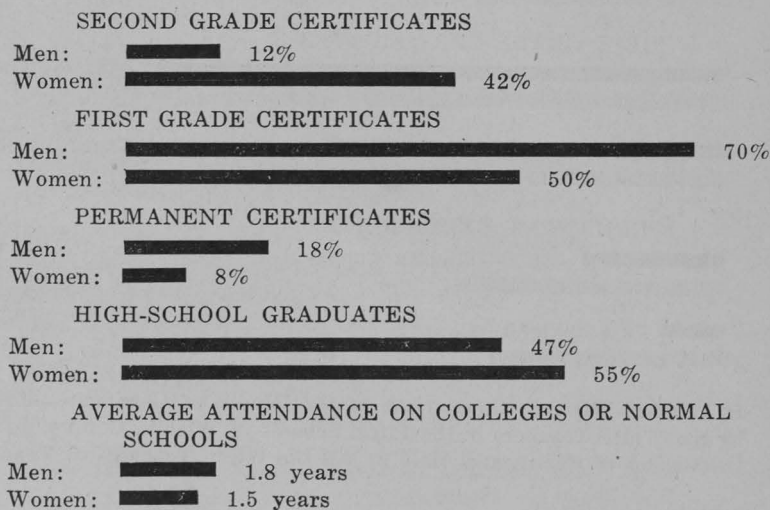 SECOND GRADE CERTIFICATES
Men: 12%
Women: 42%
FIRST GRADE CERTIFICATES
Men: 70%
Women: 50%
PERMANENT CERTIFICATES
Men: 18%
Women: 8%
HIGH-SCHOOL GRADUATES
Men: 47%
Women: 55%
AVERAGE ATTENDANCE ON COLLEGES OR NORMAL
SCHOOLS
Men: 1.8 years
Women: 1.5 years